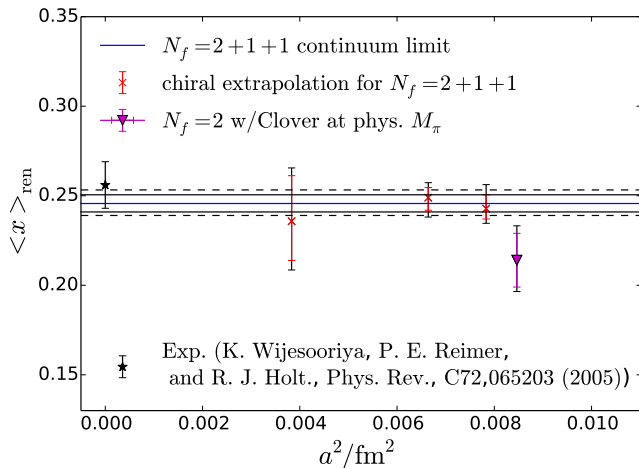 0.35
0.30
0.25
0.20
0.15
<x>ren
N_f = 2+1+1 continuum limit
chiral extrapolation for N_f = 2+1+1
N_f = 2 w/Clover at phys. M_π
Exp. (K. Wijesooriya, P. E. Reimer,
and R. J. Holt., Phys. Rev., C72,065203 (2005))
0.000 0.002 0.004 0.006 0.008 0.010
a²/fm²